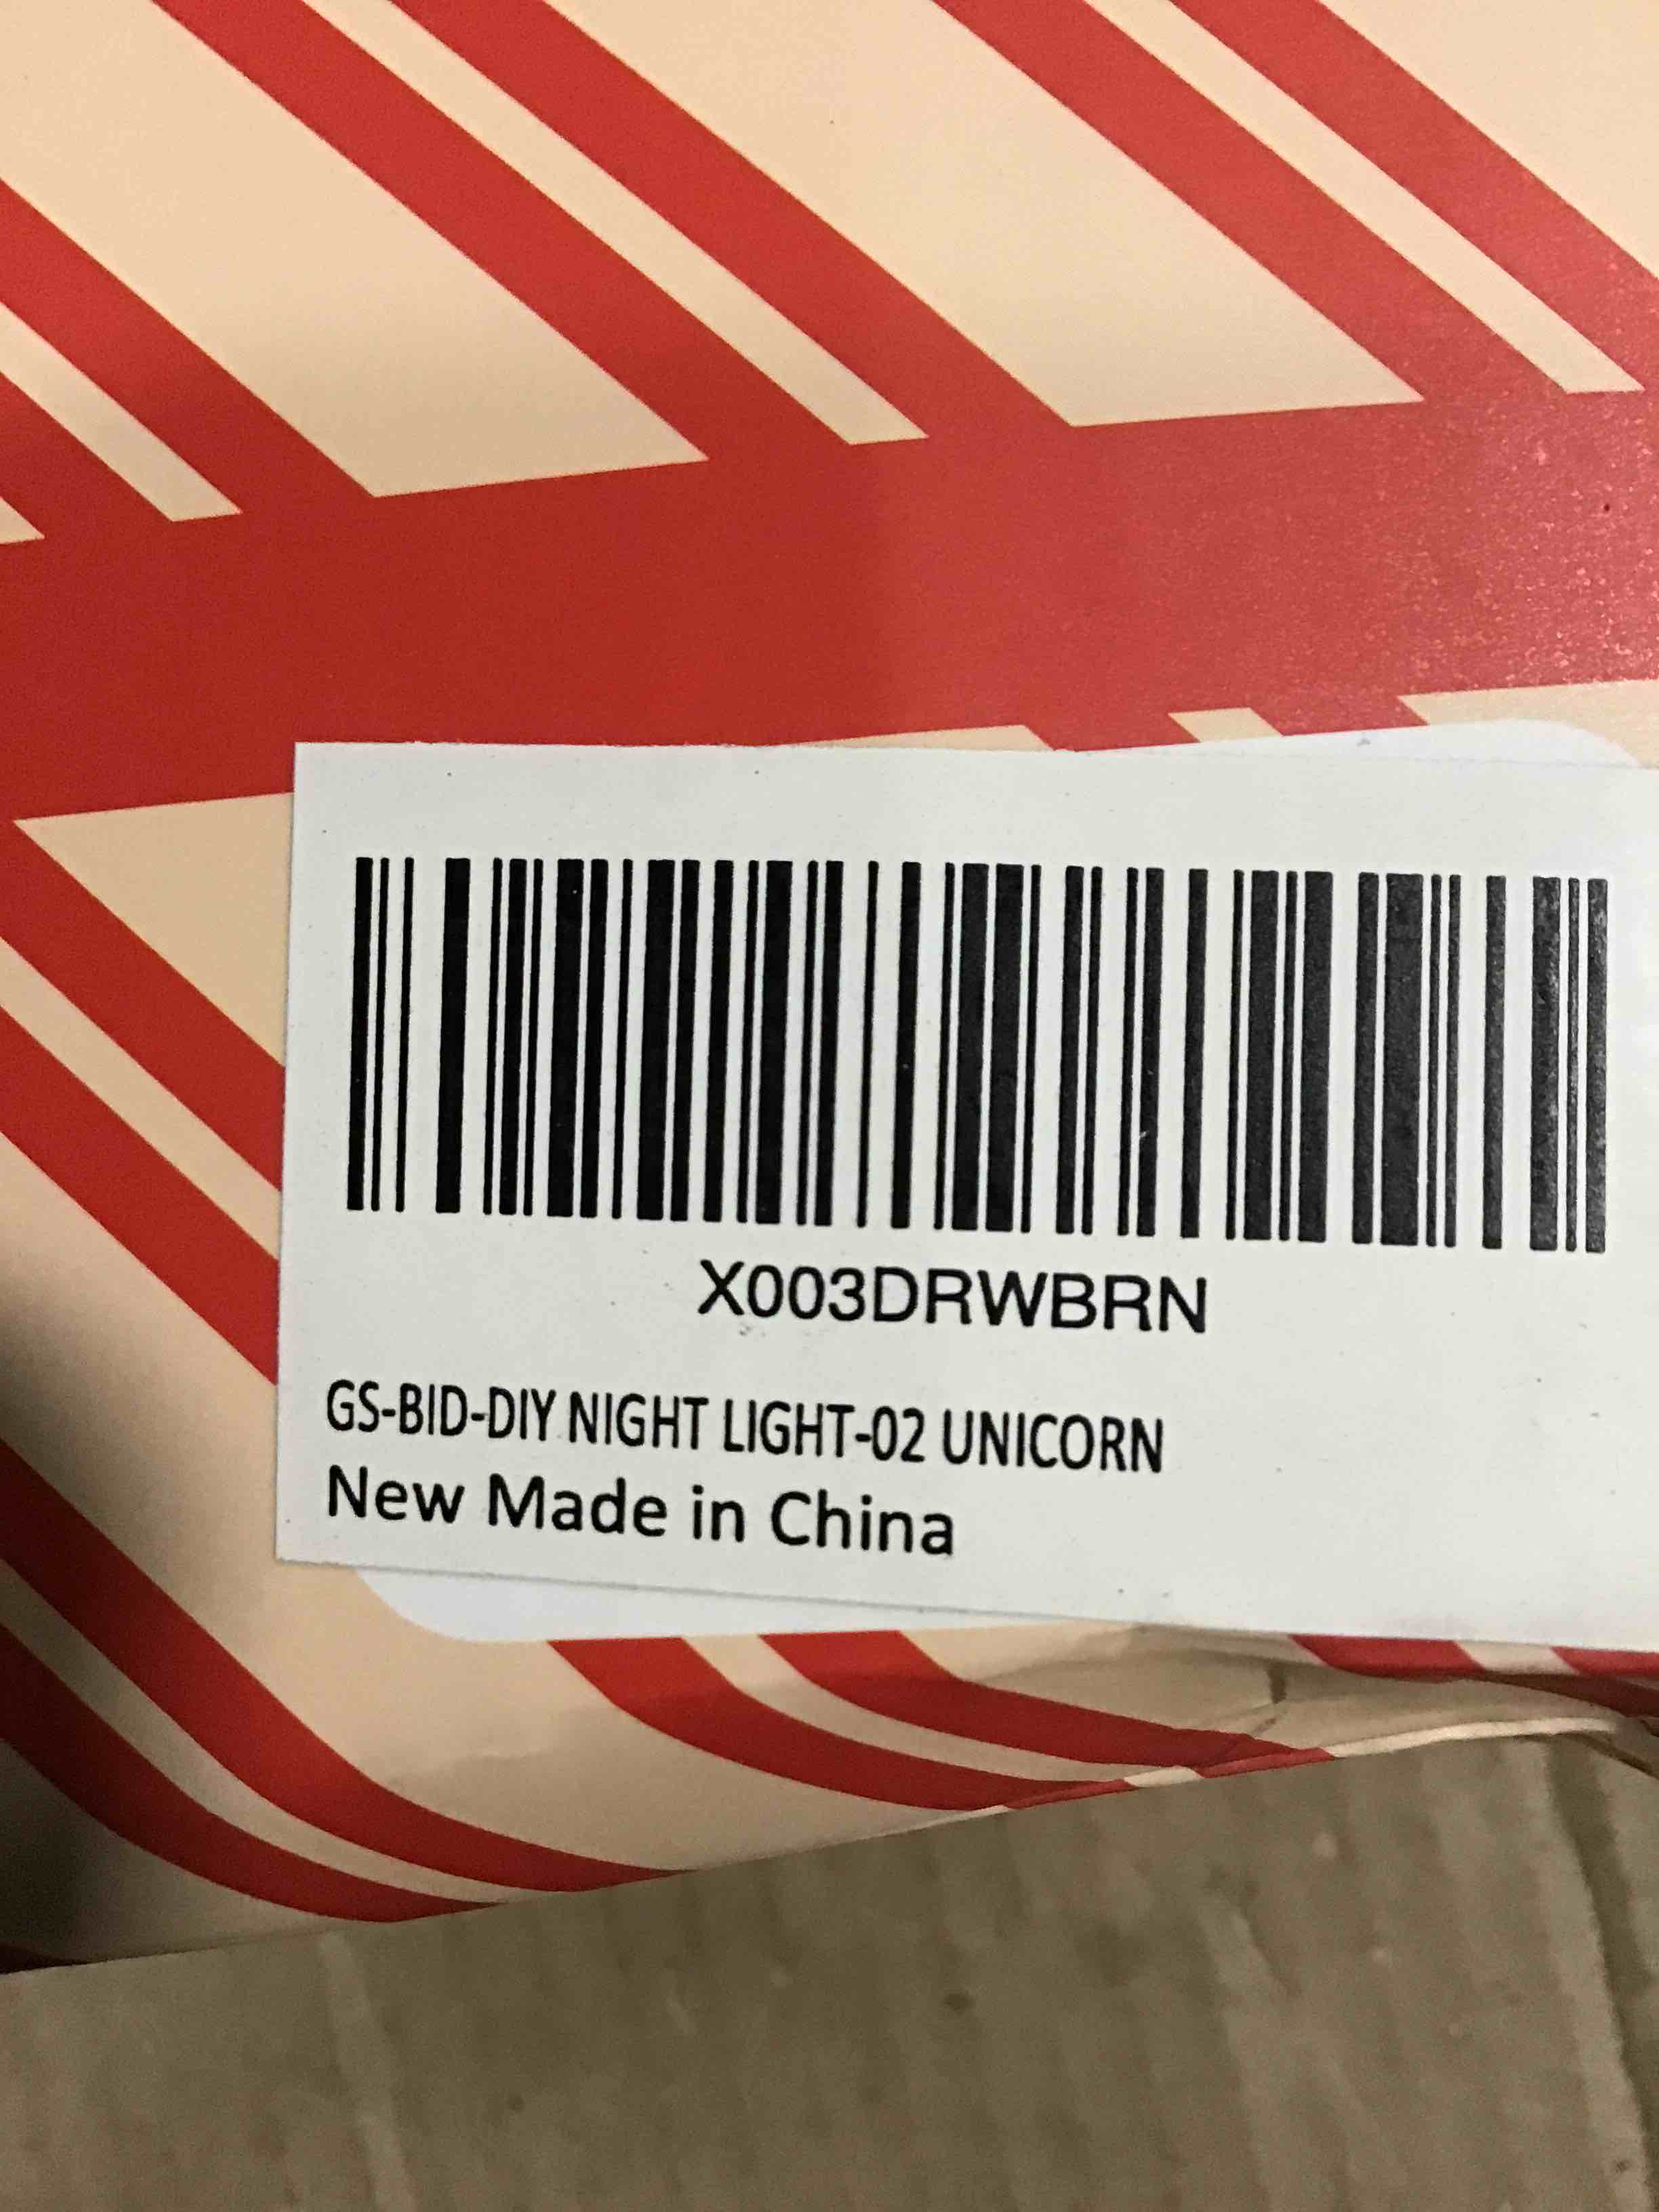 X003DRWBRN
GS-BID-DIY NIGHT LIGHT-02 UNICORN
New Made in China